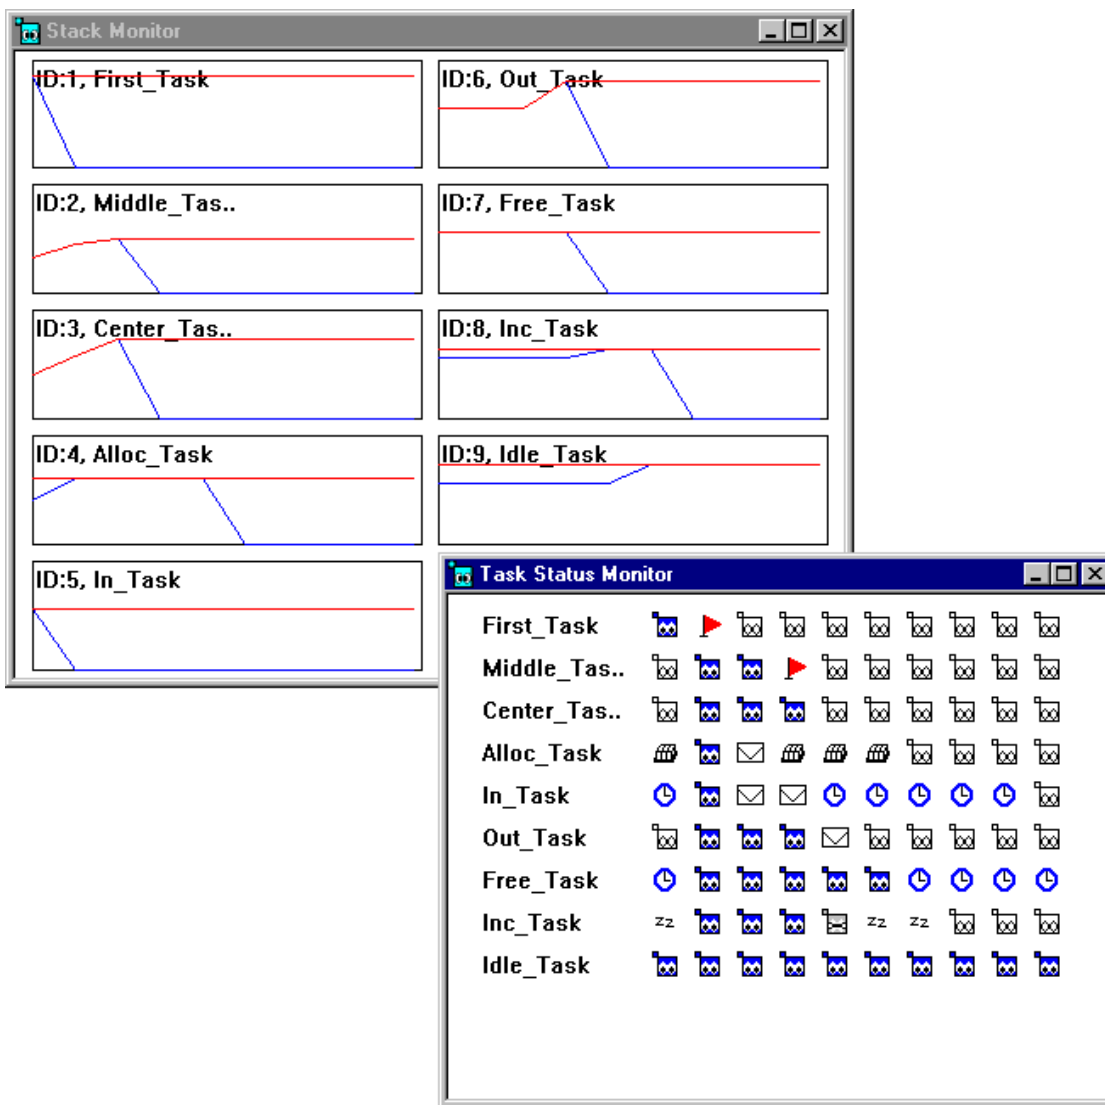 Stack Monitor
ID:1, First_Task
ID:6, Out_Task
ID:2, Middle_Tas..
ID:7, Free_Task
ID:3, Center_Tas..
ID:8, Inc_Task
ID:4, Alloc_Task
ID:9, Idle_Task
ID:5, In_Task
Task Status Monitor
First_Task
Middle_Tas..
Center_Tas..
Alloc_Task
In_Task
Out_Task
Free_Task
Inc_Task zz zz zz
Idle_Task